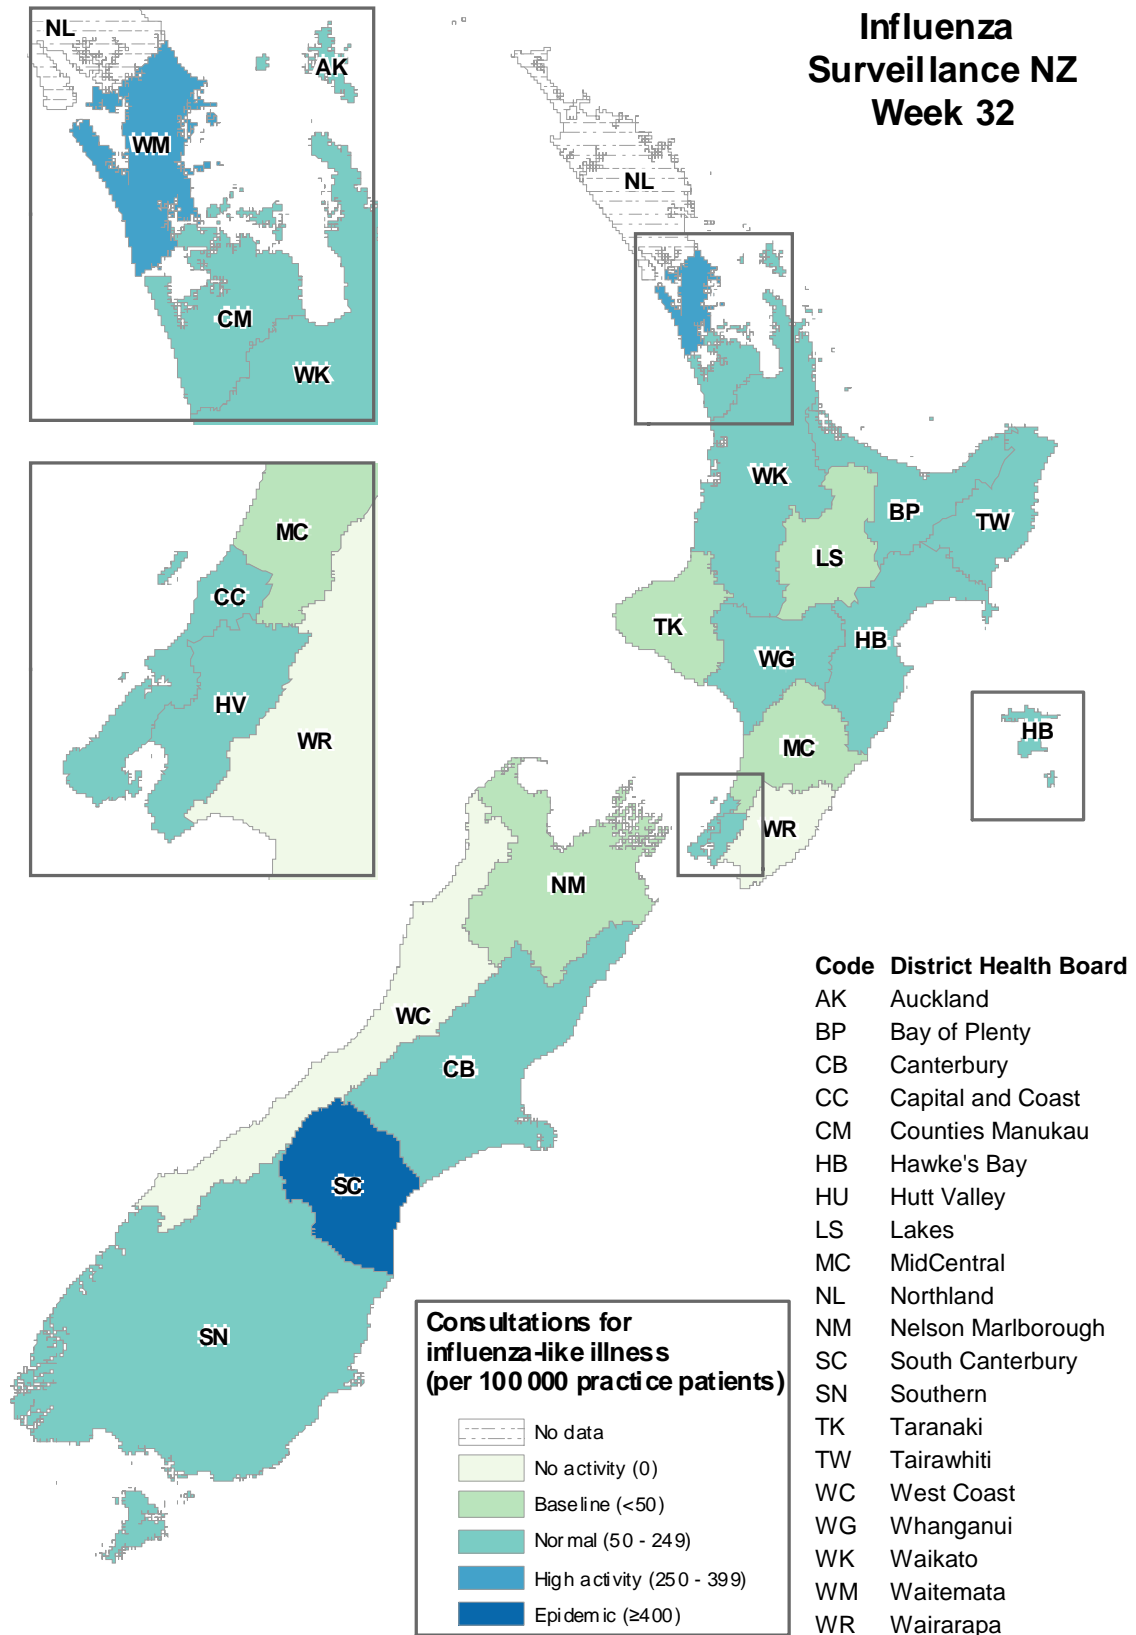 Influenza
Surveillance NZ
Week 32
NL
AK
WM
CM
WK
NL
MC
CC
HV
WR
WK
BP
TW
LS
TK
HB
WG
MC
HB
WR
NM
WC
CB
SC
SN
Code District Health Board
AK Auckland
BP Bay of Plenty
CB Canterbury
CC Capital and Coast
CM Counties Manukau
HB Hawke's Bay
HU Hutt Valley
LS Lakes
MC MidCentral
NL Northland
NM Nelson Marlborough
SC South Canterbury
SN Southern
TK Taranaki
TW Tairawhiti
WC West Coast
WG Whanganui
WK Waikato
WM Waitemata
WR Wairarapa
Consultations for
influenza-like illness
(per 100 000 practice patients)
No data
No activity (0)
Baseline (<50)
Normal (50 - 249)
High activity (250 - 399)
Epidemic (≥400)